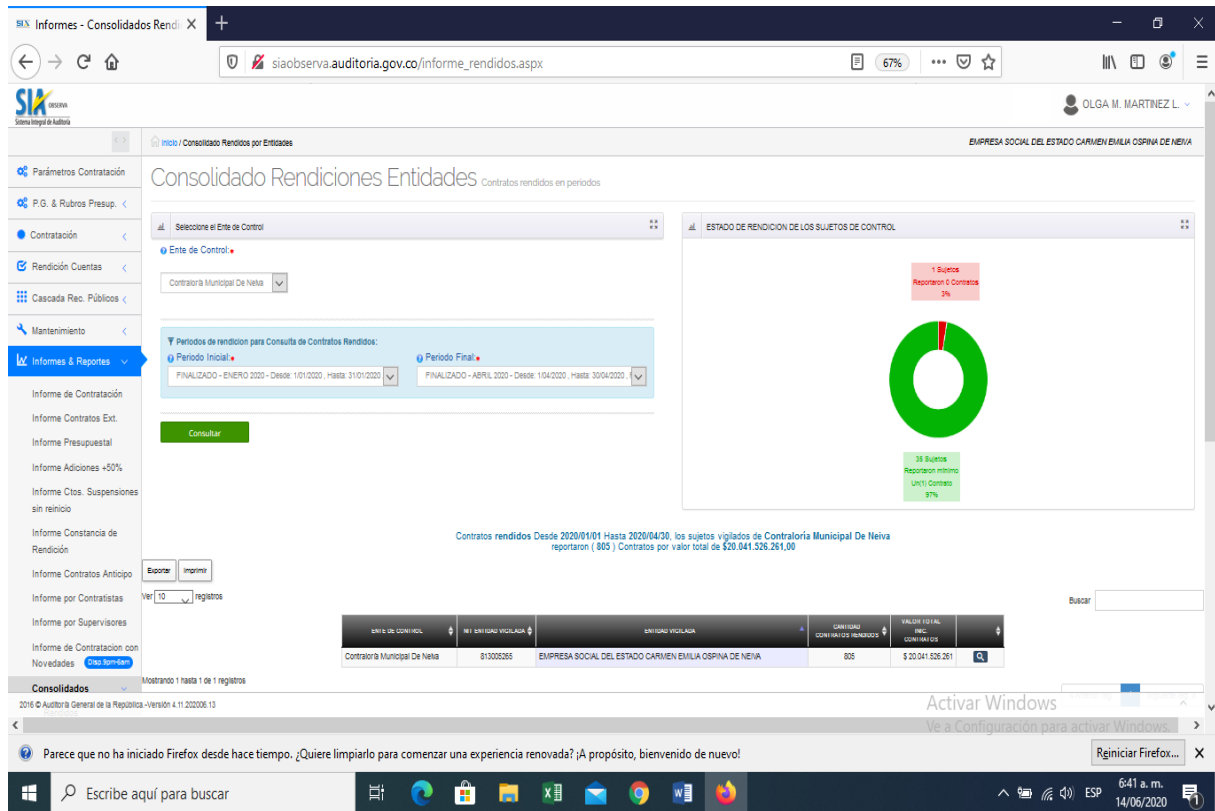 Informes - Consolidados Rendi
siaobserva.auditoria.gov.co/informe_rendidos.aspx
67%
SIA OBSERVA
Sistema Integral de Auditoria
OLGA M. MARTINEZ L.
Inicio / Consolidado Rendidos por Entidades
EMPRESA SOCIAL DEL ESTADO CARMEN EMILIA OSPINA DE NEIVA
Parámetros Contratación
P.G. & Rubros Presup.
Contratación
Rendición Cuentas
Cascada Rec. Públicos
Mantenimiento
Informes & Reportes
Informe de Contratación
Informe Contratos Ext.
Informe Presupuestal
Informe Adiciones +50%
Informe Ctos. Suspensiones
sin reinicio
Informe Constancia de
Rendición
Informe Contratos Anticipo
Informe por Contratistas
Informe por Supervisores
Informe de Contratacion con
Novedades Disp.9pm-6am
Consolidados
Consolidado Rendiciones Entidades Contratos rendidos en periodos
Seleccione el Ente de Control
Ente de Control:
Contraloría Municipal De Neiva
Periodos de rendicion para Consulta de Contratos Rendidos:
Periodo Inicial:
Periodo Final:
FINALIZADO - ENERO 2020 - Desde: 1/01/2020 , Hasta: 31/01/2020
FINALIZADO - ABRIL 2020 - Desde: 1/04/2020 , Hasta: 30/04/2020 ,
Consultar
ESTADO DE RENDICION DE LOS SUJETOS DE CONTROL
1 Sujetos
Reportaron 0 Contratos
3%
35 Sujetos
Reportaron mínimo
Un(1) Contrato
97%
Contratos rendidos Desde 2020/01/01 Hasta 2020/04/30, los sujetos vigilados de Contraloría Municipal De Neiva
reportaron ( 805 ) Contratos por valor total de $20.041.526.261,00
Exportar Imprimir
Ver 10 registros
Buscar
ENTE DE CONTROL NIT ENTIDAD VIGILADA ENTIDAD VIGILADA CANTIDAD CONTRATOS RENDIDOS VALOR TOTAL INIC. CONTRATOS
Contraloría Municipal De Neiva 813005265 EMPRESA SOCIAL DEL ESTADO CARMEN EMILIA OSPINA DE NEIVA 805 $ 20.041.526.261
Mostrando 1 hasta 1 de 1 registros
2016 © Auditoría General de la República -Versión 4.11.202006.13
Activar Windows
Ve a Configuración para activar Windows.
Parece que no ha iniciado Firefox desde hace tiempo. ¿Quiere limpiarlo para comenzar una experiencia renovada? ¡A propósito, bienvenido de nuevo!
Reiniciar Firefox...
Escribe aquí para buscar
ESP
6:41 a. m.
14/06/2020
1